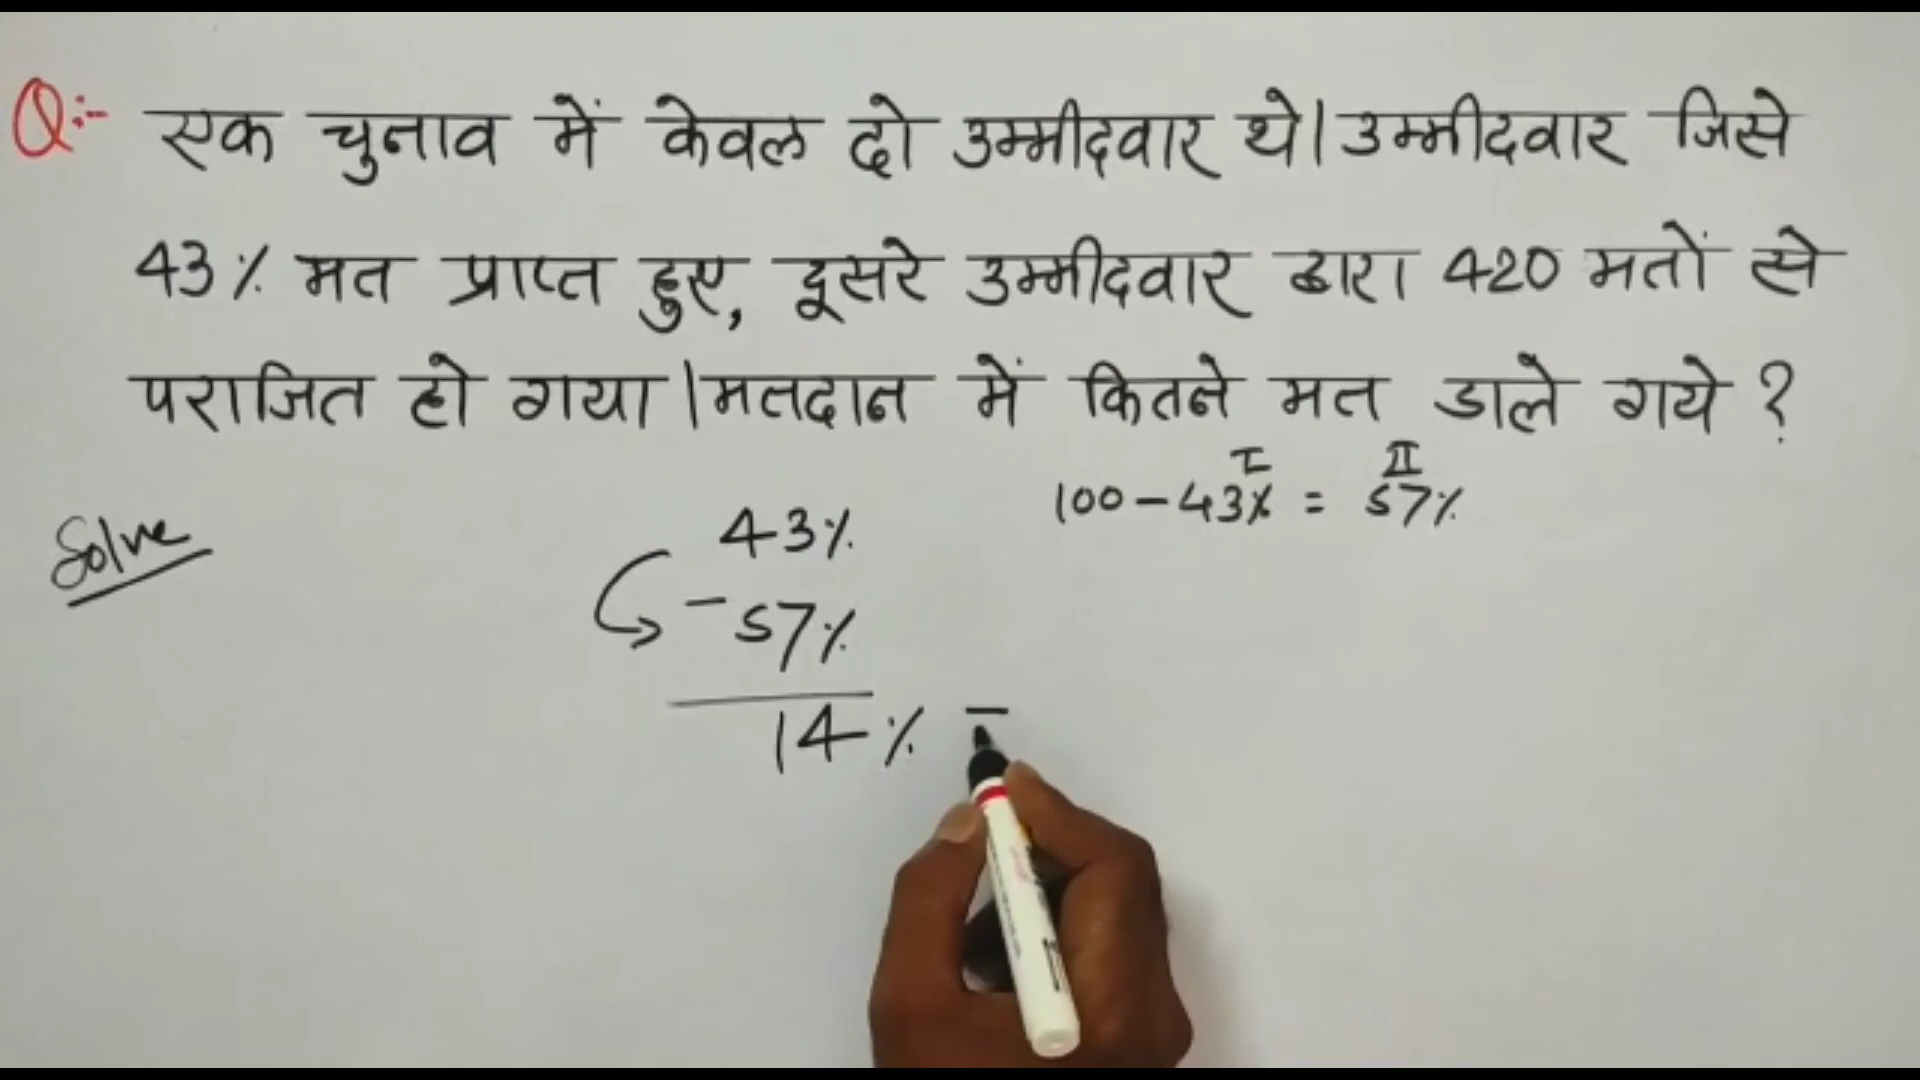 Q:- एक चुनाव में केवल दो उम्मीदवार थे। उम्मीदवार जिसे
43% मत प्राप्त हुए, दूसरे उम्मीदवार द्वारा 420 मतों से
पराजित हो गया। मतदान में कितने मत डाले गये ?
I II
100-43% = 57%
Solve
43%
-57%
14%